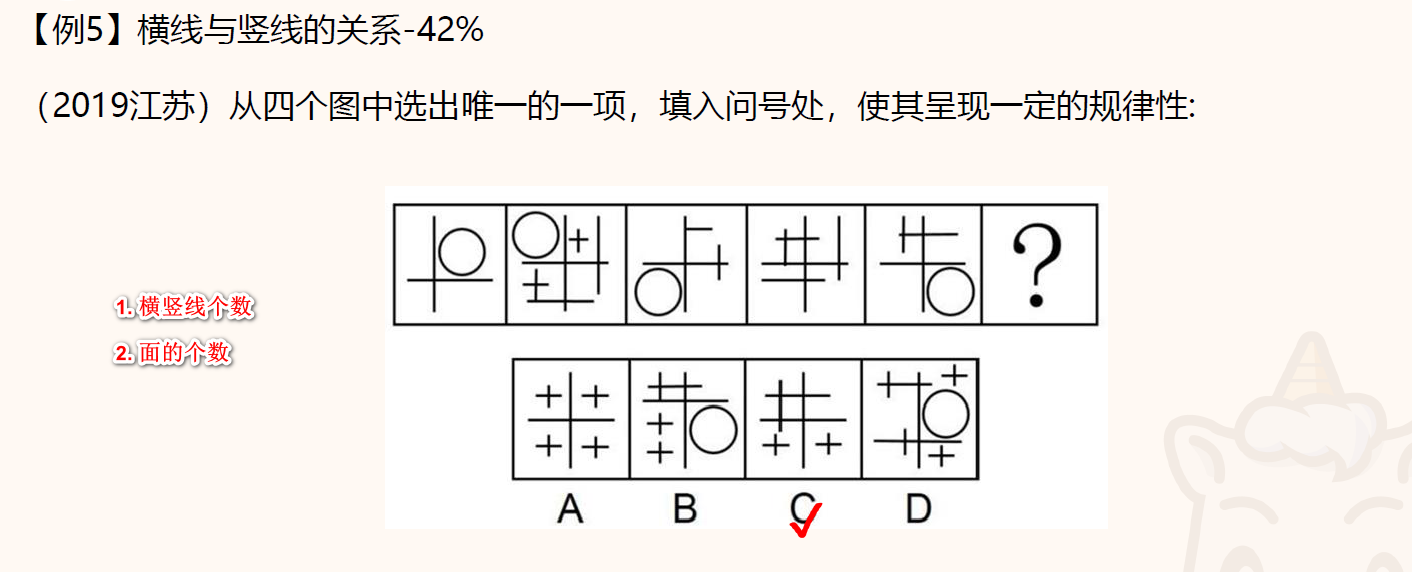 【例5】横线与竖线的关系-42%
（2019江苏）从四个图中选出唯一的一项，填入问号处，使其呈现一定的规律性:
?
1. 横竖线个数
2. 面的个数
A B C D